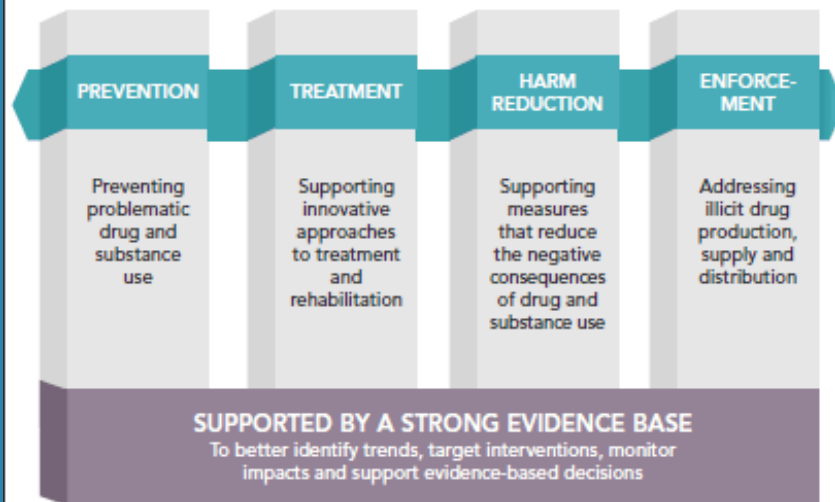 PREVENTION
Preventing
problematic
drug and
substance
use
TREATMENT
Supporting
innovative
approaches
to treatment
and
rehabilitation
HARM
REDUCTION
Supporting
measures
that reduce
the negative
consequences
of drug and
substance use
ENFORCE-
MENT
Addressing
illicit drug
production,
supply and
distribution
SUPPORTED BY A STRONG EVIDENCE BASE
To better identify trends, target interventions, monitor
impacts and support evidence-based decisions